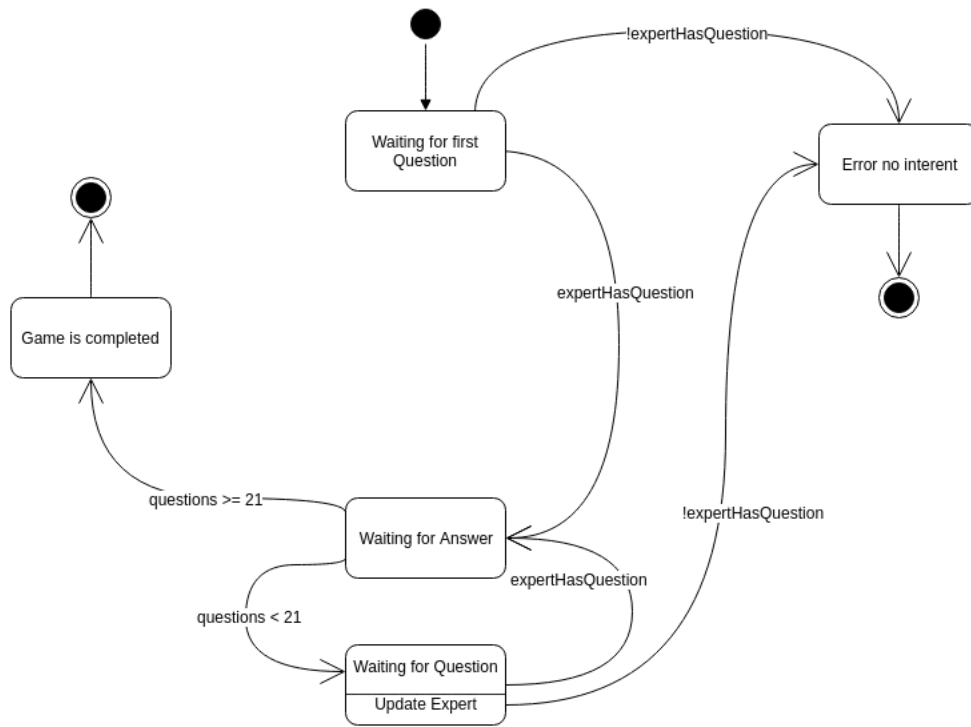 !expertHasQuestion
Waiting for first
Question
Error no interent
expertHasQuestion
Game is completed
questions >= 21
Waiting for Answer
!expertHasQuestion
expertHasQuestion
questions < 21
Waiting for Question
Update Expert